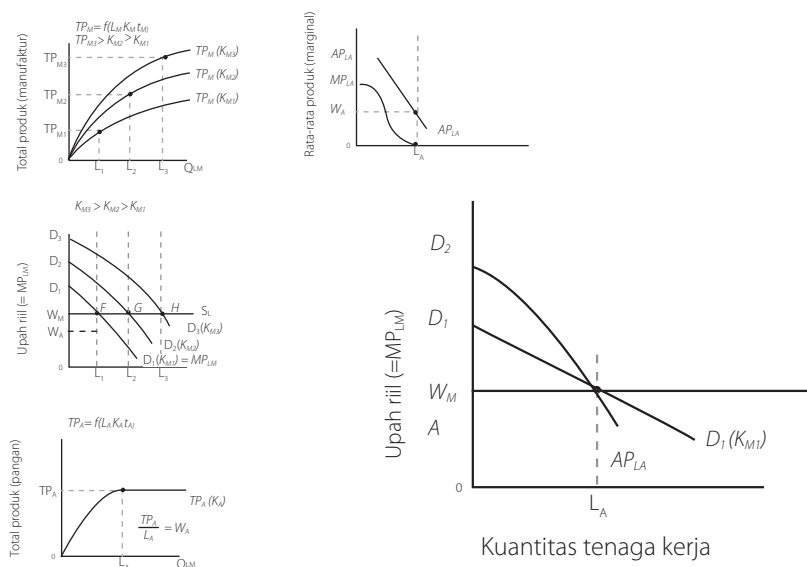 TP_M= f(L_M K_M t_M)
TP_M3 > K_M2 > K_M1
Total produk (manufaktur)
TP_M3
TP_M (K_M3)
TP_M2
TP_M (K_M2)
TP_M1
TP_M (K_M1)
0
L_1
L_2
L_3
Q_LM
Rata-rata produk (marginal)
AP_LA
MP_LA
W_A
AP_LA
0
L_A
K_M3 > K_M2 > K_M1
Upah riil (= MP_LM)
D_3
D_2
D_1
F
G
H
S_L
W_M
D_3(K_M3)
W_A
D_2(K_M2)
D_1(K_M1) = MP_LM
0
L_1
L_2
L_3
Upah riil (=MP_LM)
D_2
D_1
W_M
A
D_1 (K_M1)
AP_LA
0
L_A
Kuantitas tenaga kerja
TP_A = f(L_A K_A t_A)
Total produk (pangan)
TP_A
TP_A (K_A)
TP_A
L_A
= W_A
0
Q_LM